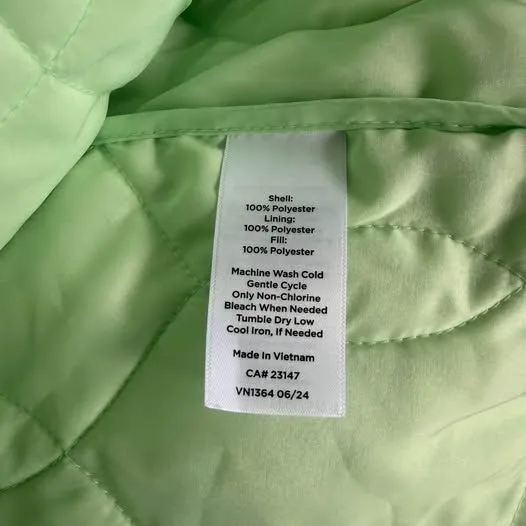 Shell:
100% Polyester
Lining:
100% Polyester
Fill:
100% Polyester
Machine Wash Cold
Gentle Cycle
Only Non-Chlorine
Bleach When Needed
Tumble Dry Low
Cool Iron, If Needed
Made in Vietnam
CA# 23147
VN1364 06/24